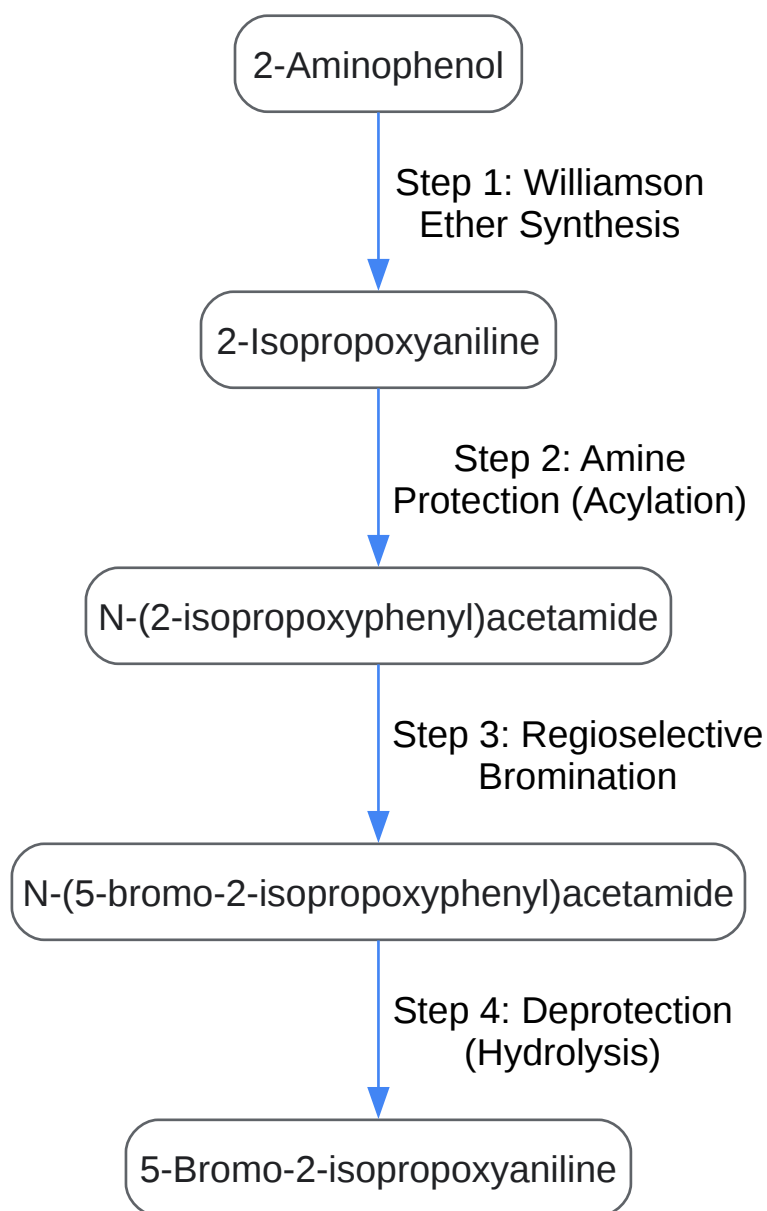 2-Aminophenol
Step 1: Williamson
Ether Synthesis
2-Isopropoxyaniline
Step 2: Amine
Protection (Acylation)
N-(2-isopropoxyphenyl)acetamide
Step 3: Regioselective
Bromination
N-(5-bromo-2-isopropoxyphenyl)acetamide
Step 4: Deprotection
(Hydrolysis)
5-Bromo-2-isopropoxyaniline